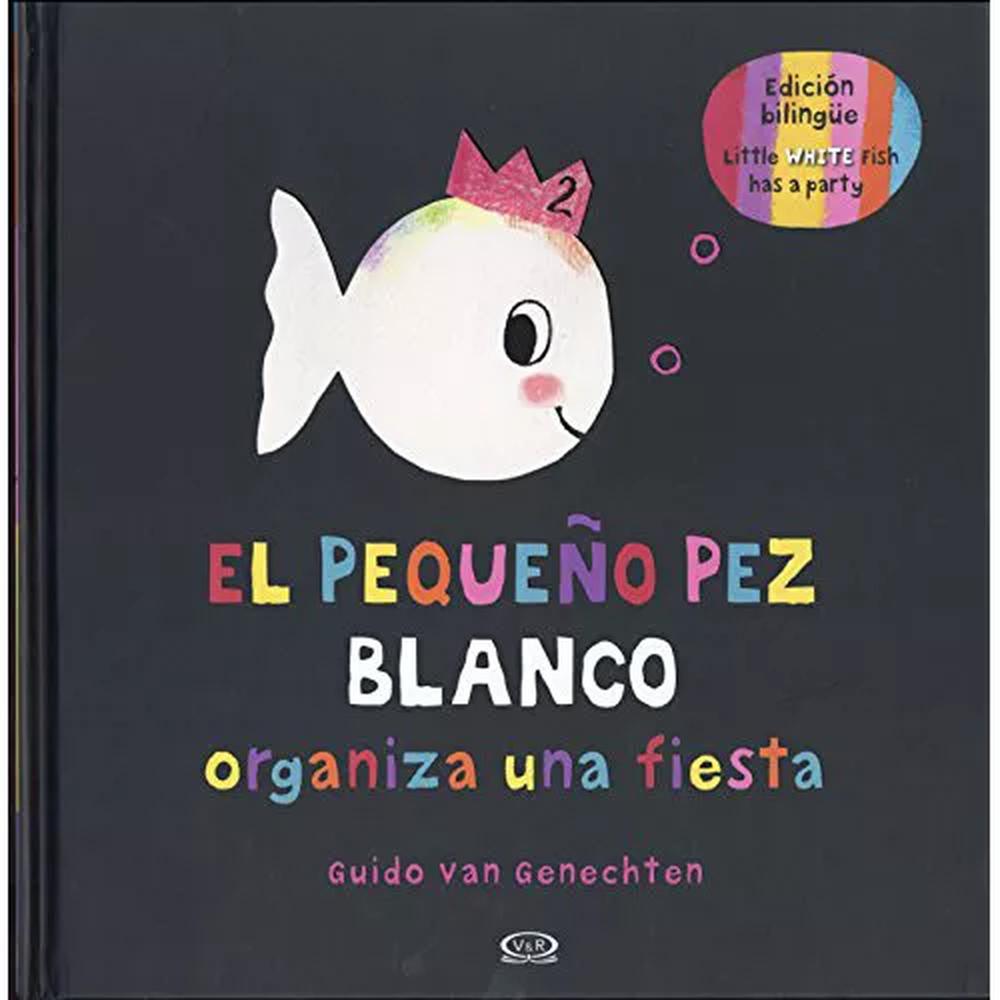 Edición
bilingüe
Little WHITE Fish
has a party
2
EL PEQUEÑO PEZ
BLANCO
organiza una fiesta
Guido van Genechten
V&R